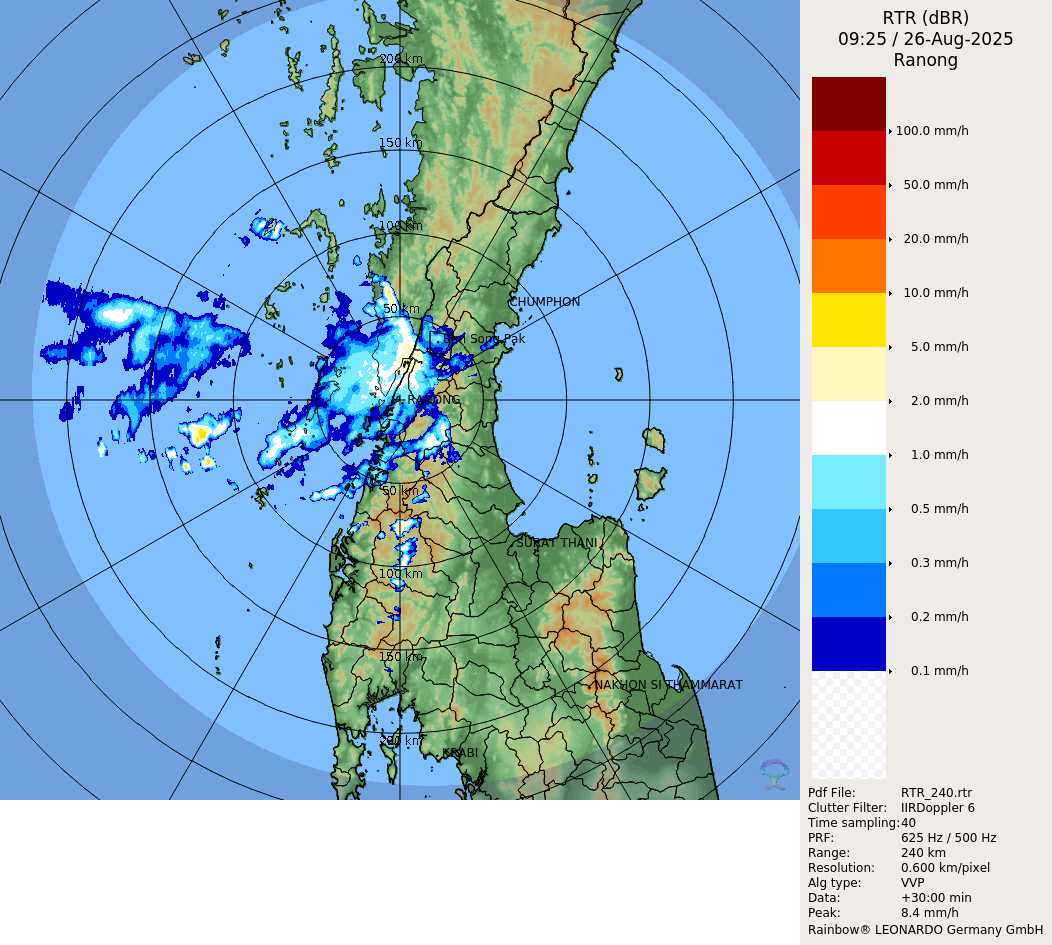 RTR (dBR)
09:25 / 26-Aug-2025
Ranong
200 km
150 km
100 km
50 km
CHUMPHON
Song Pak
RANONG
50 km
SURAT THANI
100 km
150 km
NAKHON SI THAMMARAT
200 km
KRABI
100.0 mm/h
50.0 mm/h
20.0 mm/h
10.0 mm/h
5.0 mm/h
2.0 mm/h
1.0 mm/h
0.5 mm/h
0.3 mm/h
0.2 mm/h
0.1 mm/h
Pdf File: RTR_240.rtr
Clutter Filter: IIRDoppler 6
Time sampling: 40
PRF: 625 Hz / 500 Hz
Range: 240 km
Resolution: 0.600 km/pixel
Alg type: VVP
Data: +30:00 min
Peak: 8.4 mm/h
Rainbow® LEONARDO Germany GmbH